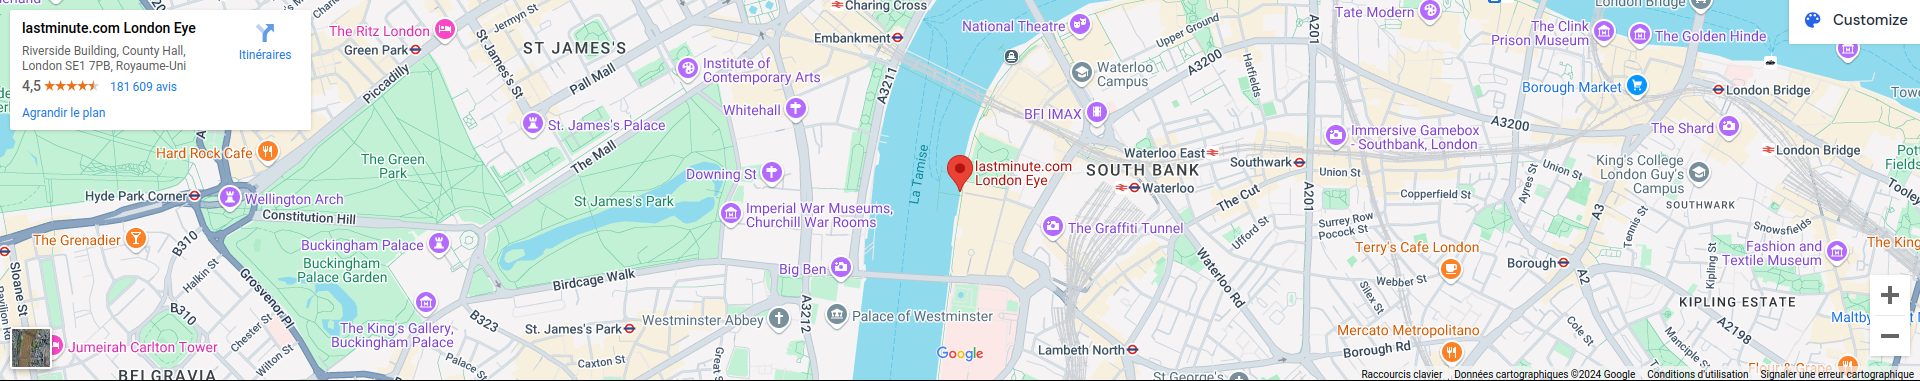 lastminute.com London Eye
Riverside Building, County Hall,
London SE1 7PB, Royaume-Uni
4,5
181 609 avis
Itinéraires
Agrandir le plan
Customize
Jermyn St
Charing Cross
The Ritz London
Green Park
ST JAMES'S
St James's St
Pall Mall
Piccadilly
Embankment
National Theatre
Upper Ground
Tate Modern
A201
The Clink
Prison Museum
The Golden Hinde
London Bridge
Institute of
Contemporary Arts
A3211
Waterloo
Campus
A3200
Hatfields
Borough Market
London Bridge
Whitehall
BFI IMAX
Immersive Gamebox
- Southbank, London
A3200
The Shard
St. James's Palace
Hard Rock Cafe
The Green
Park
The Mall
La Tamise
lastminute.com
London Eye
Waterloo East
SOUTH BANK
Waterloo
Southwark
Union St
Union St
London Bridge
King's College
London Guy's
Campus
Downing St
Hyde Park Corner
Wellington Arch
Constitution Hill
St James's Park
Imperial War Museums,
Churchill War Rooms
The Graffiti Tunnel
The Cut
A201
Copperfield St
Ayres St
A3
Tennis St
SOUTHWARK
Snowsfields
Surrey Row
Pocock St
Ufford St
The Grenadier
B310
Halkin St
Buckingham Palace
Buckingham
Palace Garden
Grosvenor Pl
Birdcage Walk
Big Ben
Waterloo Rd
Terry's Cafe London
Webber St
Borough
A2
Kipling St
Fashion and
Textile Museum
Sloane St
B310
Chester St
Wilton St
The King's Gallery,
Buckingham Palace
B323
St. James's Park
Westminster Abbey
A3212
Palace of Westminster
Silex St
KIPLING ESTATE
Mercato Metropolitano
Borough Rd
Cole St
A2198
Manciple St
Jumeirah Carlton Tower
BELGRAVIA
Palace St
Caxton St
Google
Lambeth North
Raccourcis clavier
Données cartographiques ©2024 Google
Conditions d'utilisation
Signaler une erreur cartographique